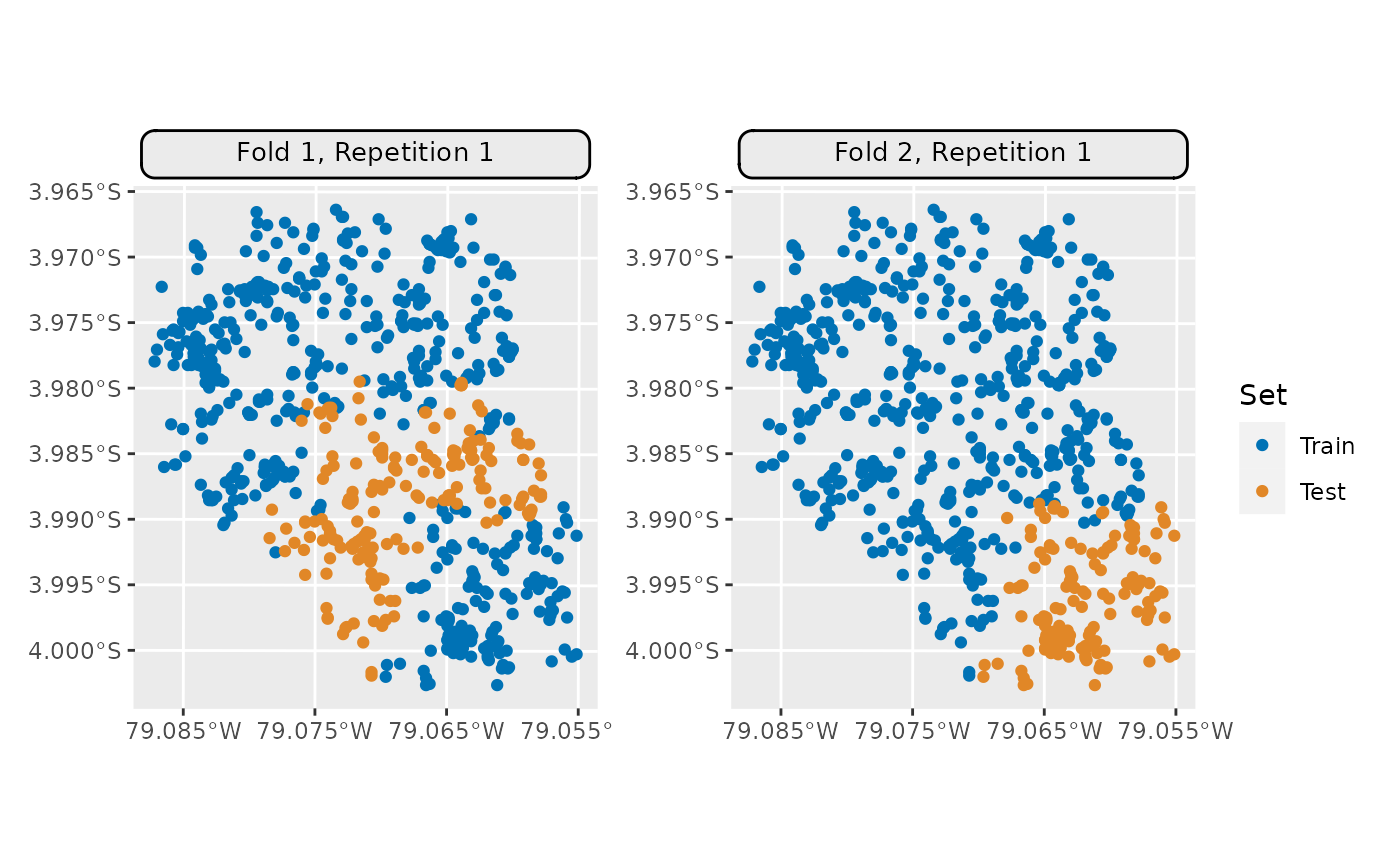 Fold 1, Repetition 1 Fold 2, Repetition 1
3.965°S 3.965°S
3.970°S 3.970°S
3.975°S 3.975°S
3.980°S 3.980°S
Set
3.985°S 3.985°S Train
3.990°S 3.990°S Test
3.995°S 3.995°S
4.000°S 4.000°S
79.085°W 79.075°W 79.065°W 79.055° 79.085°W 79.075°W 79.065°W 79.055°W